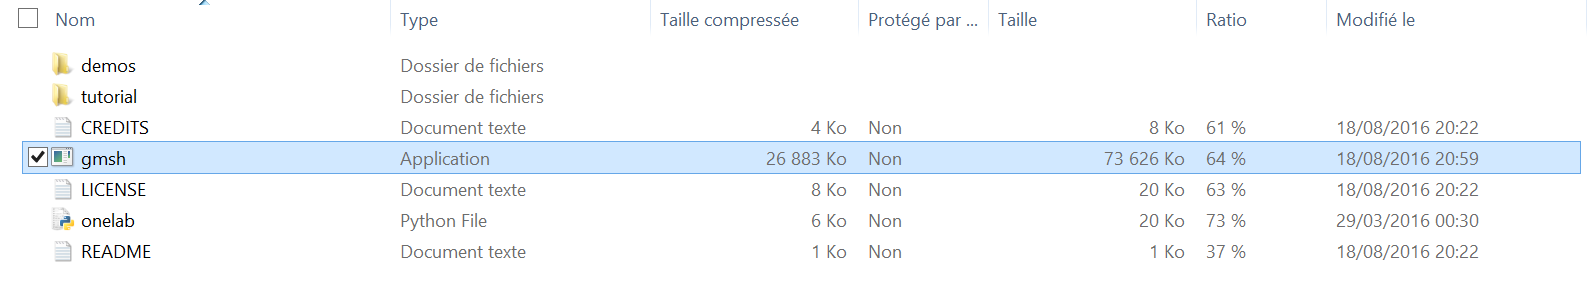 Nom Type Taille compressée Protégé par ... Taille Ratio Modifié le
demos Dossier de fichiers
tutorial Dossier de fichiers
CREDITS Document texte 4 Ko Non 8 Ko 61 % 18/08/2016 20:22
gmsh Application 26 883 Ko Non 73 626 Ko 64 % 18/08/2016 20:59
LICENSE Document texte 8 Ko Non 20 Ko 63 % 18/08/2016 20:22
onelab Python File 6 Ko Non 20 Ko 73 % 29/03/2016 00:30
README Document texte 1 Ko Non 1 Ko 37 % 18/08/2016 20:22